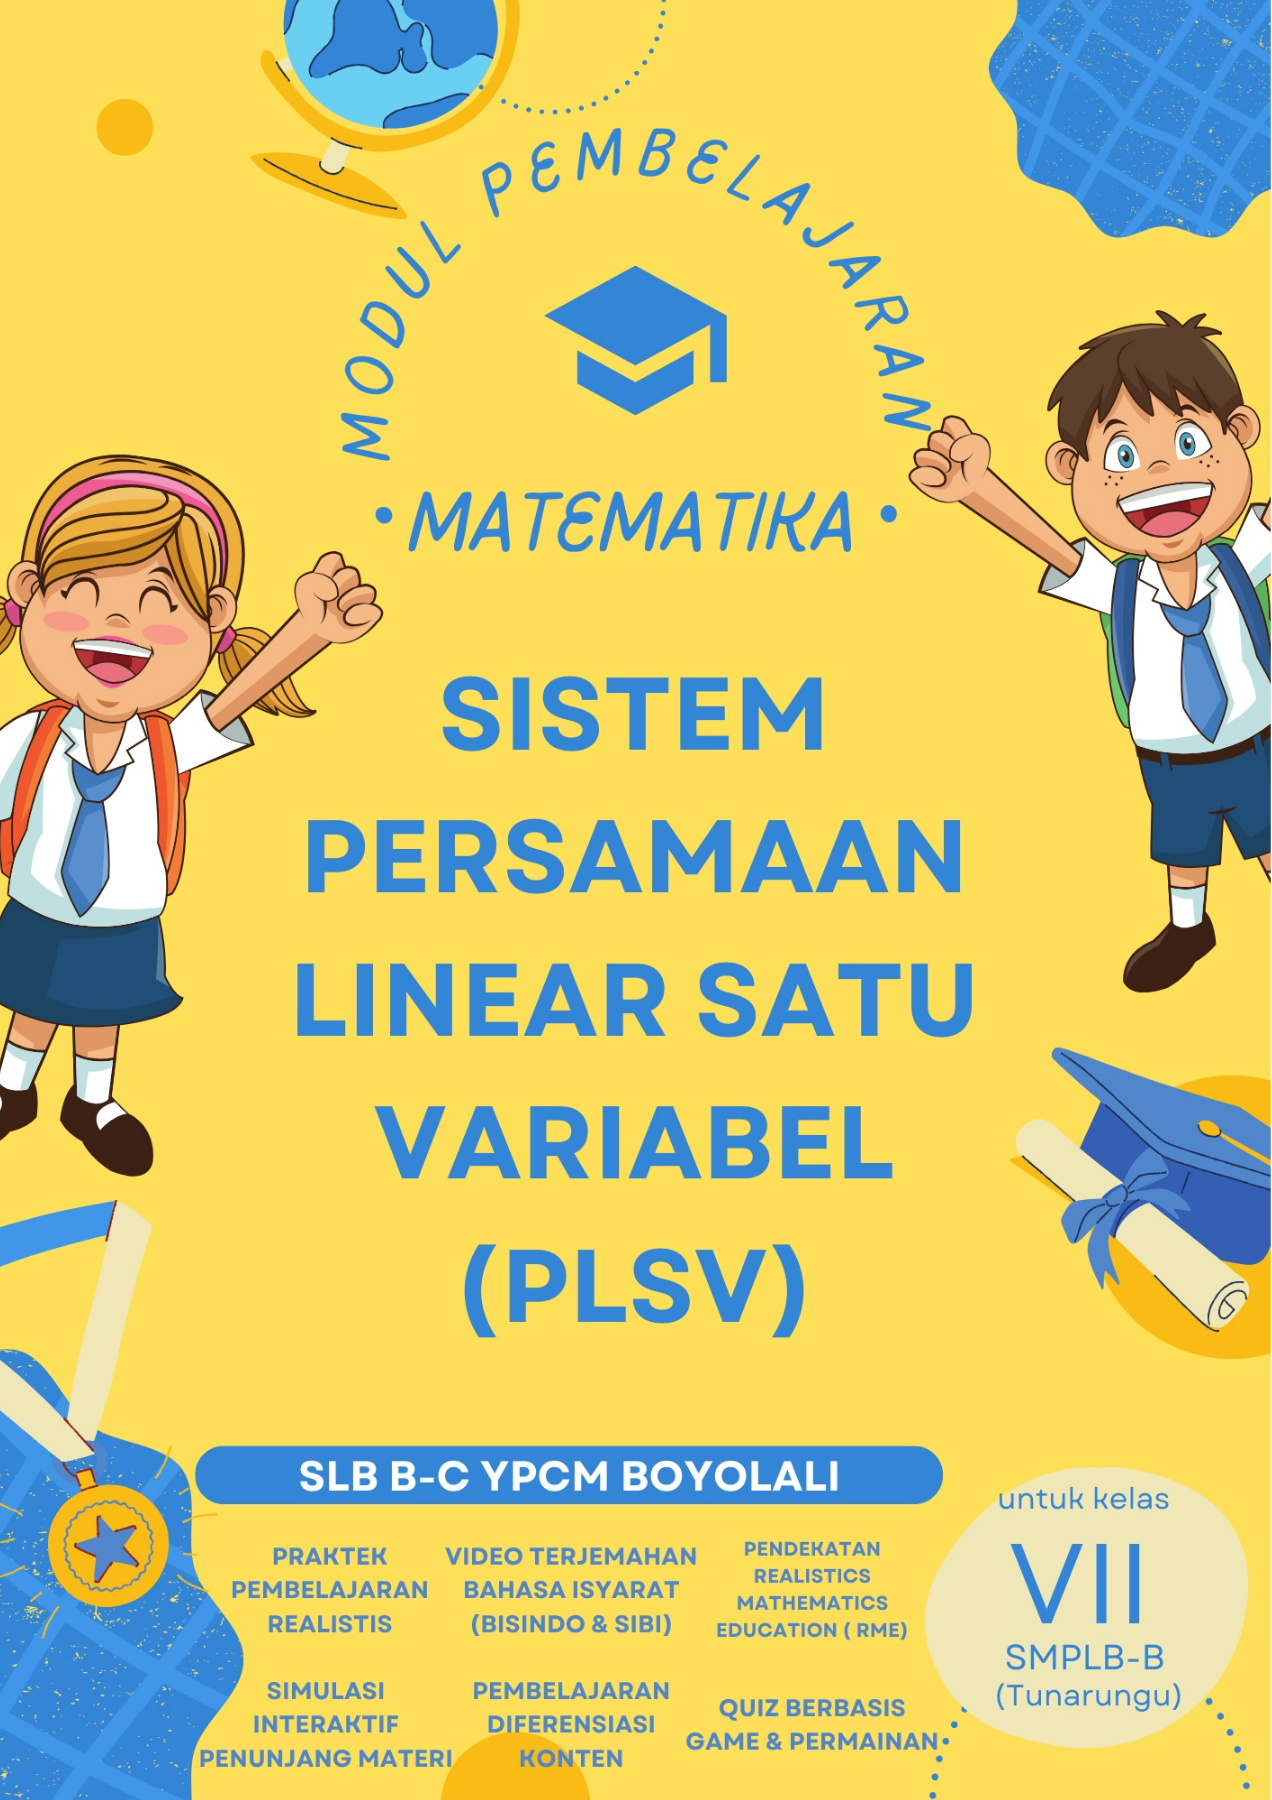 MODUL PEMBELAJARAN
• MATEMATIKA •
SISTEM
PERSAMAAN
LINEAR SATU
VARIABEL
(PLSV)
SLB B-C YPCM BOYOLALI
PRAKTEK
PEMBELAJARAN
REALISTIS
VIDEO TERJEMAHAN
BAHASA ISYARAT
(BISINDO & SIBI)
PENDEKATAN
REALISTICS
MATHEMATICS
EDUCATION ( RME)
SIMULASI
INTERAKTIF
PENUNJANG MATERI
PEMBELAJARAN
DIFERENSIASI
KONTEN
QUIZ BERBASIS
GAME & PERMAINAN
untuk kelas
VII
SMPLB-B
(Tunarungu)